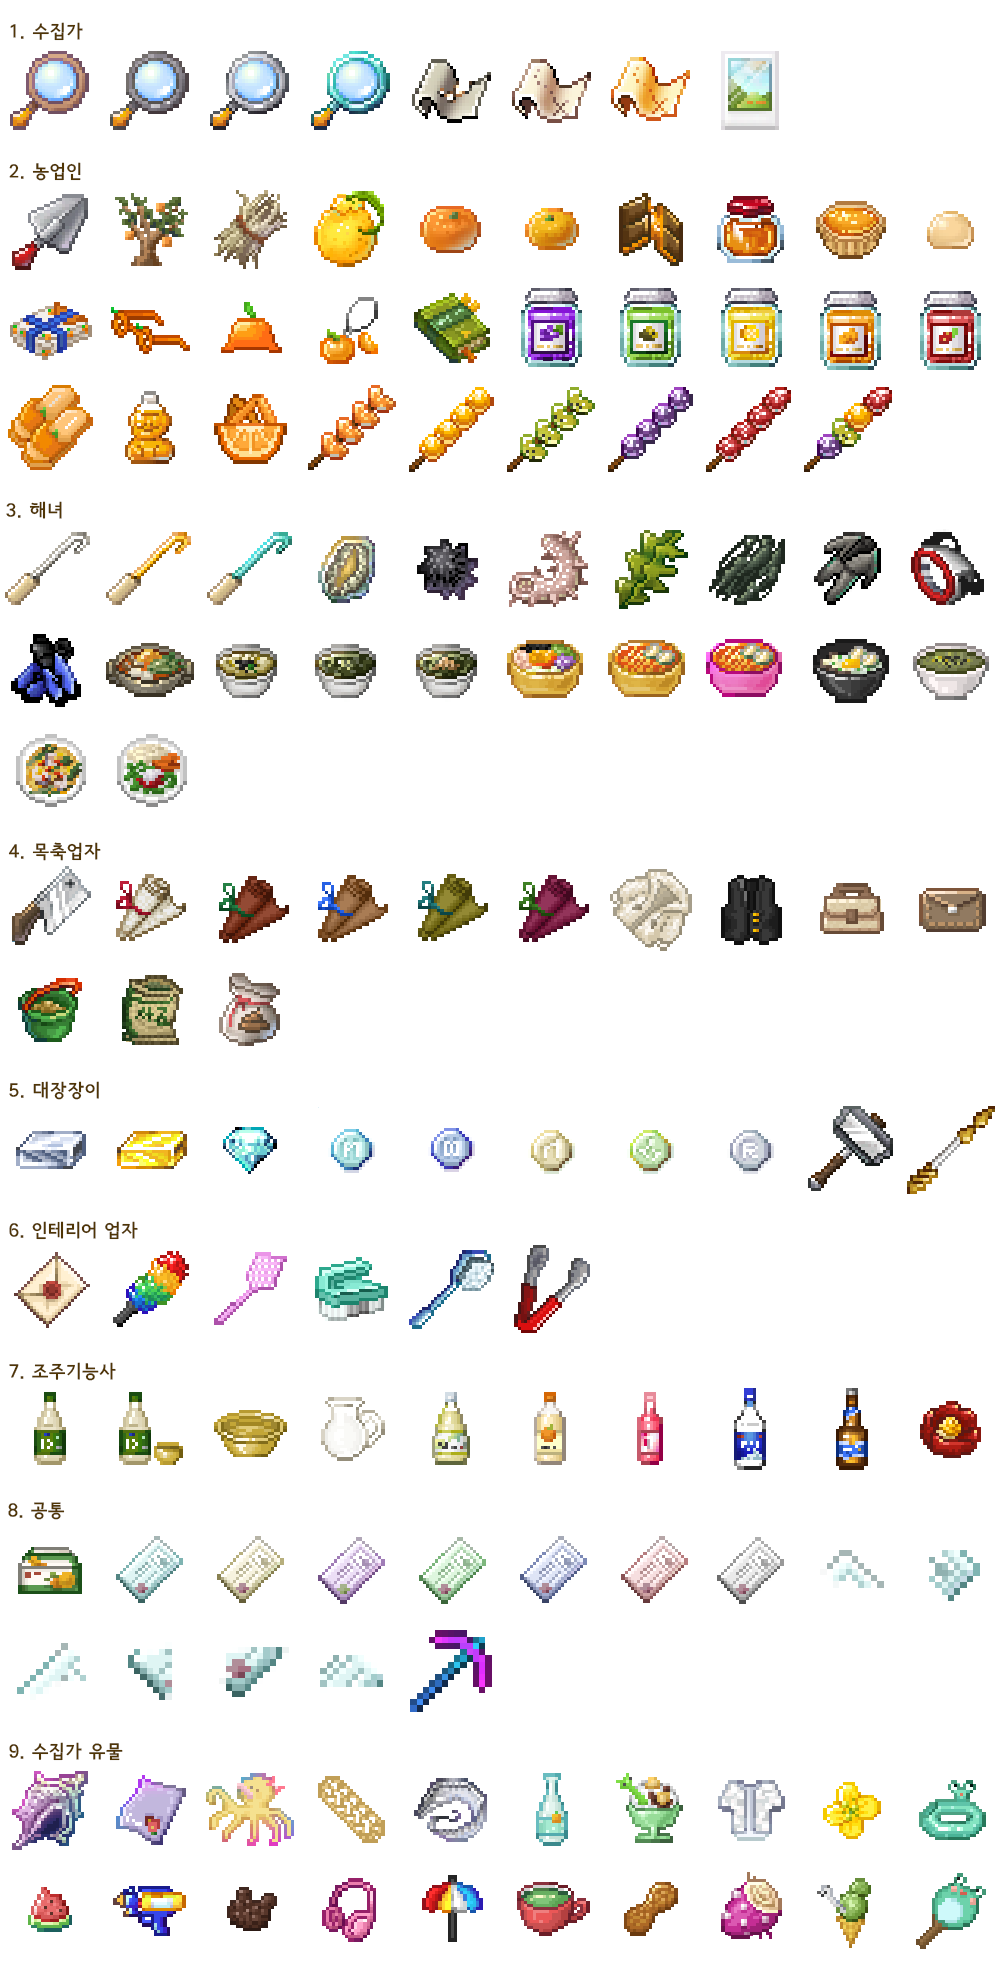 1. 수집가
2. 농업인
3. 해녀
4. 목축업자
사료
5. 대장장이
M
W
R
6. 인테리어 업자
7. 조주기능사
8. 공통
9. 수집가 유물